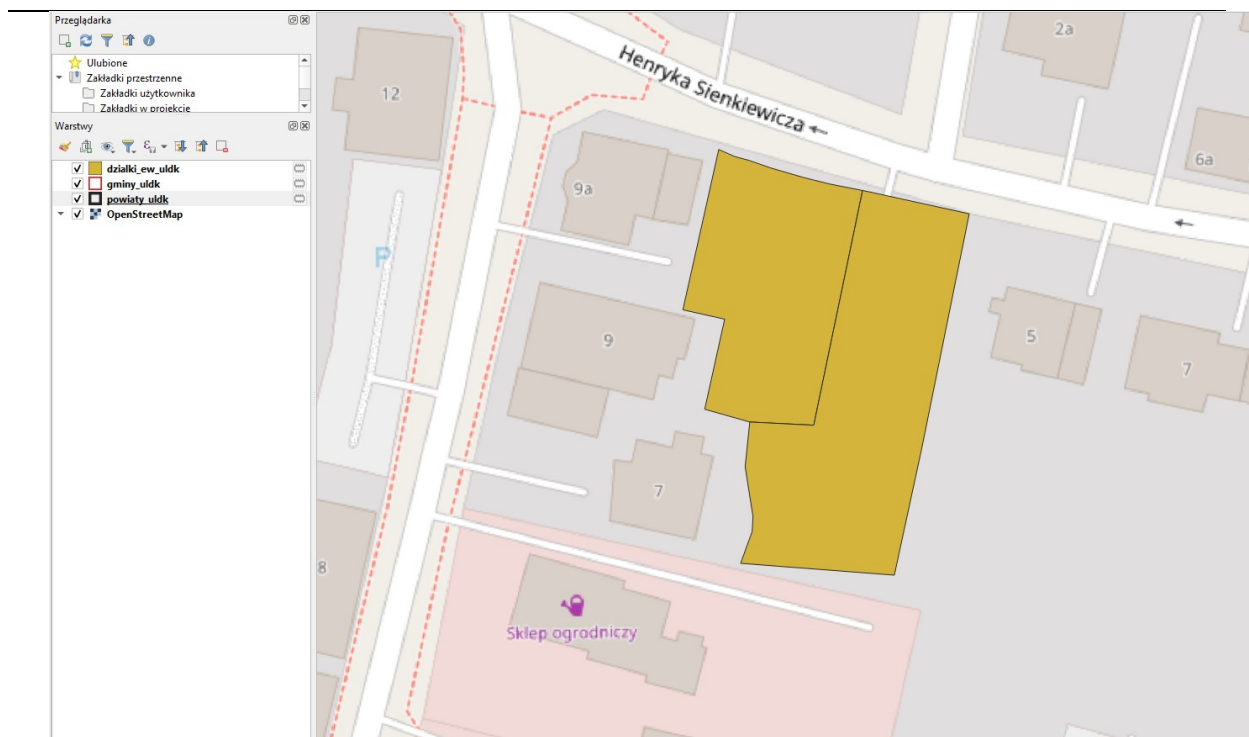 Przeglądarka
Ulubione
Zakładki przestrzenne
Zakładki użytkownika
Zakładki w projekcie
Warstwy
dzialki_ew_uldk
gminy_uldk
powiaty_uldk
OpenStreetMap
2a
12
Henryka Sienkiewicza
6a
9a
P
9
5
7
7
8
Sklep ogrodniczy